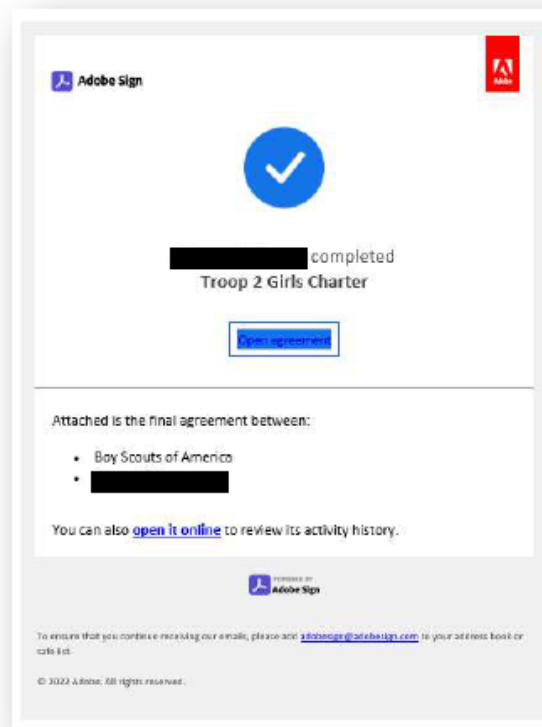 Adobe Sign
Adobe
completed
Troop 2 Girls Charter
Open agreement
Attached is the final agreement between:
• Boy Scouts of America
•
You can also open it online to review its activity history.
POWERED BY
Adobe Sign
To ensure that you continue receiving our emails, please add adobesign@adobesign.com to your address book or
safe list.
© 2022 Adobe. All rights reserved.